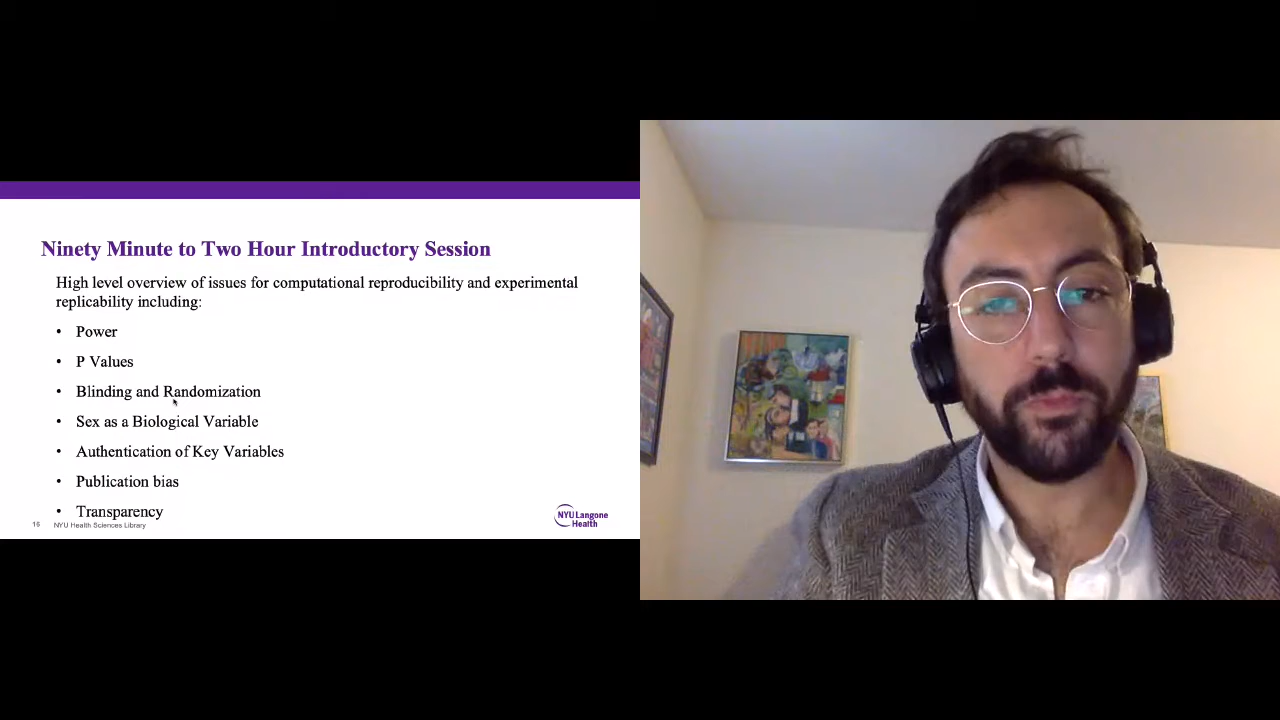 Ninety Minute to Two Hour Introductory Session
High level overview of issues for computational reproducibility and experimental
replicability including:
• Power
• P Values
• Blinding and Randomization
• Sex as a Biological Variable
• Authentication of Key Variables
• Publication bias
• Transparency
16 NYU Health Sciences Library
NYU Langone
Health